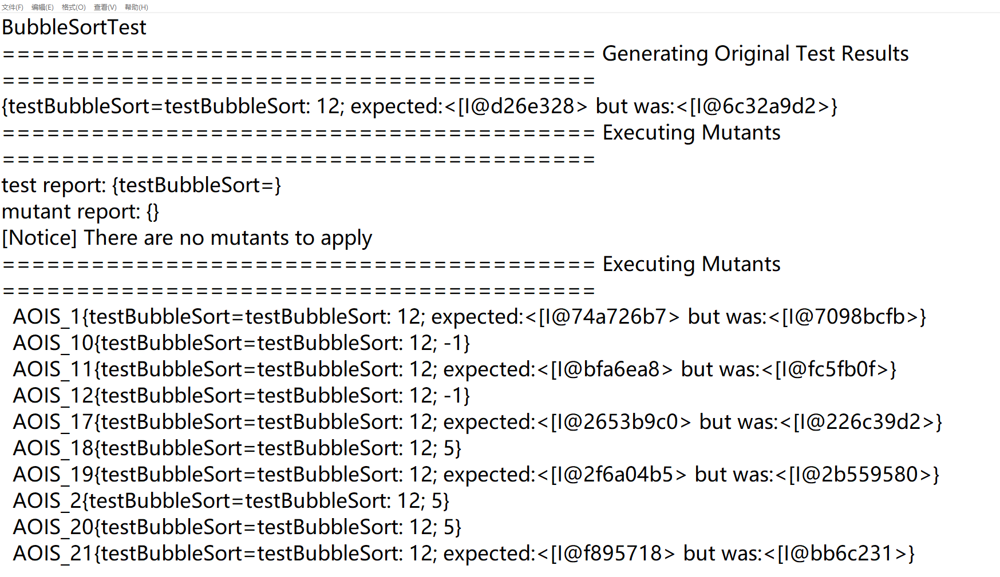 文件(F) 编辑(E) 格式(O) 查看(V) 帮助(H)
BubbleSortTest
======================================== Generating Original Test Results
========================================
{testBubbleSort=testBubbleSort: 12; expected:<[I@d26e328> but was:<[I@6c32a9d2>}
======================================== Executing Mutants
========================================
test report: {testBubbleSort=}
mutant report: {}
[Notice] There are no mutants to apply
======================================== Executing Mutants
========================================
AOIS_1{testBubbleSort=testBubbleSort: 12; expected:<[I@74a726b7> but was:<[I@7098bcfb>}
AOIS_10{testBubbleSort=testBubbleSort: 12; -1}
AOIS_11{testBubbleSort=testBubbleSort: 12; expected:<[I@bfa6ea8> but was:<[I@fc5fb0f>}
AOIS_12{testBubbleSort=testBubbleSort: 12; -1}
AOIS_17{testBubbleSort=testBubbleSort: 12; expected:<[I@2653b9c0> but was:<[I@226c39d2>}
AOIS_18{testBubbleSort=testBubbleSort: 12; 5}
AOIS_19{testBubbleSort=testBubbleSort: 12; expected:<[I@2f6a04b5> but was:<[I@2b559580>}
AOIS_2{testBubbleSort=testBubbleSort: 12; 5}
AOIS_20{testBubbleSort=testBubbleSort: 12; 5}
AOIS_21{testBubbleSort=testBubbleSort: 12; expected:<[I@f895718> but was:<[I@bb6c231>}